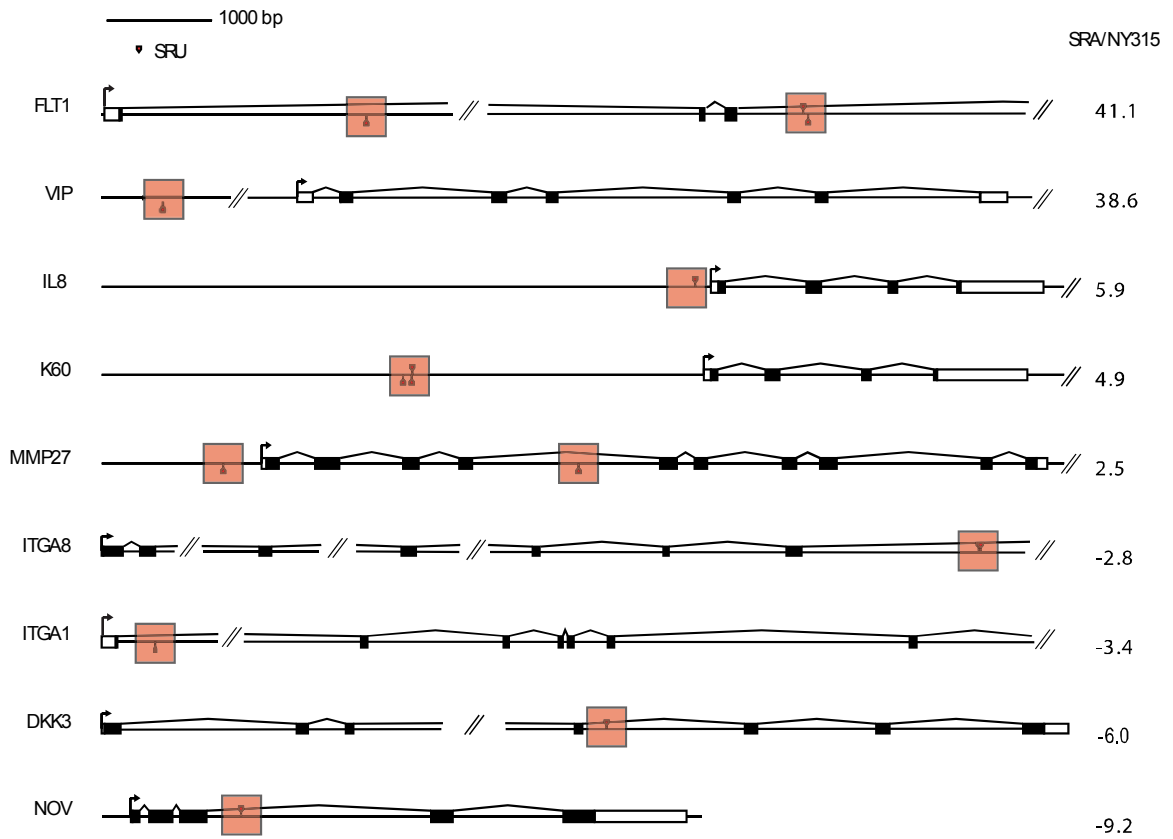 1000 bp
SRU
SRA/NY315
FLT1 41.1
VIP 38.6
IL8 5.9
K60 4.9
MMP27 2.5
ITGA8 -2.8
ITGA1 -3.4
DKK3 -6.0
NOV -9.2